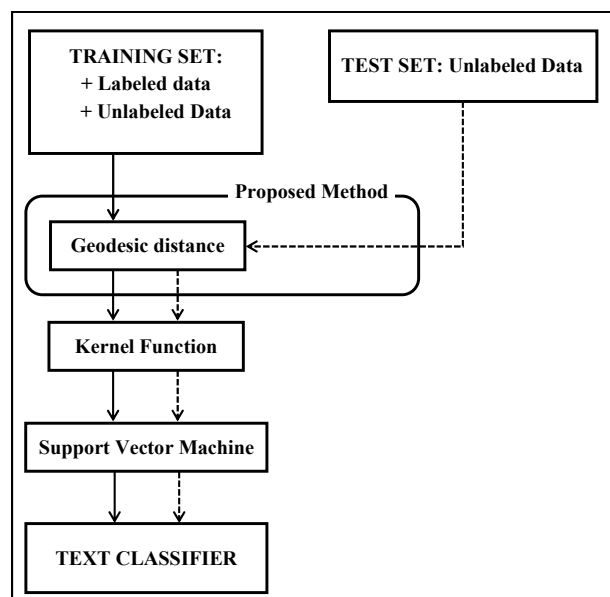 TRAINING SET:
+ Labeled data
+ Unlabeled Data
TEST SET: Unlabeled Data
Proposed Method
Geodesic distance
Kernel Function
Support Vector Machine
TEXT CLASSIFIER